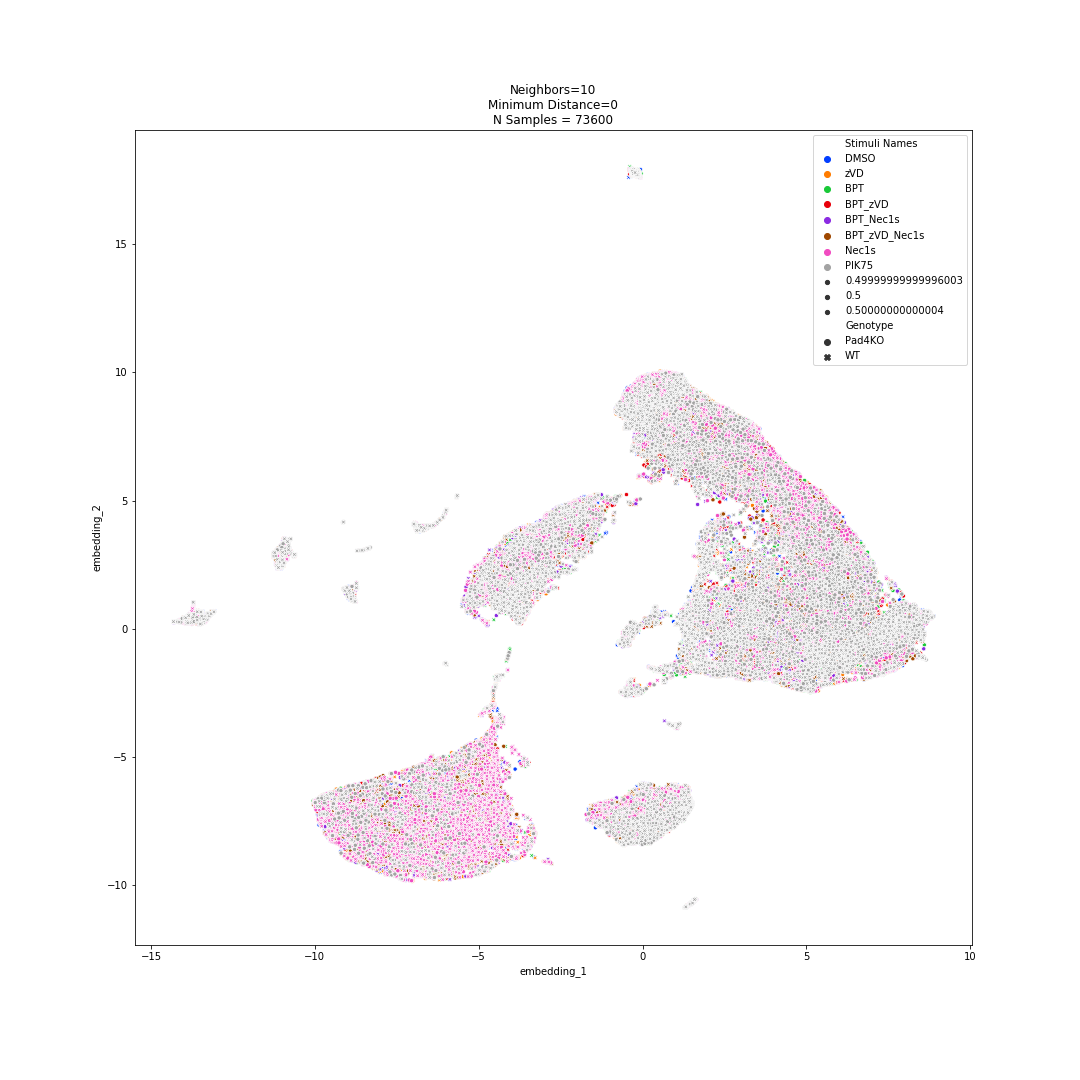 Neighbors=10
Minimum Distance=0
N Samples = 73600
Stimuli Names
DMSO
zVD
BPT
BPT_zVD
BPT_Nec1s
BPT_zVD_Nec1s
Nec1s
PIK75
0.49999999999996003
0.5
0.50000000000004
Genotype
Pad4KO
WT
15
10
5
0
−5
−10
embedding_2
−15
−10
−5
0
5
10
embedding_1